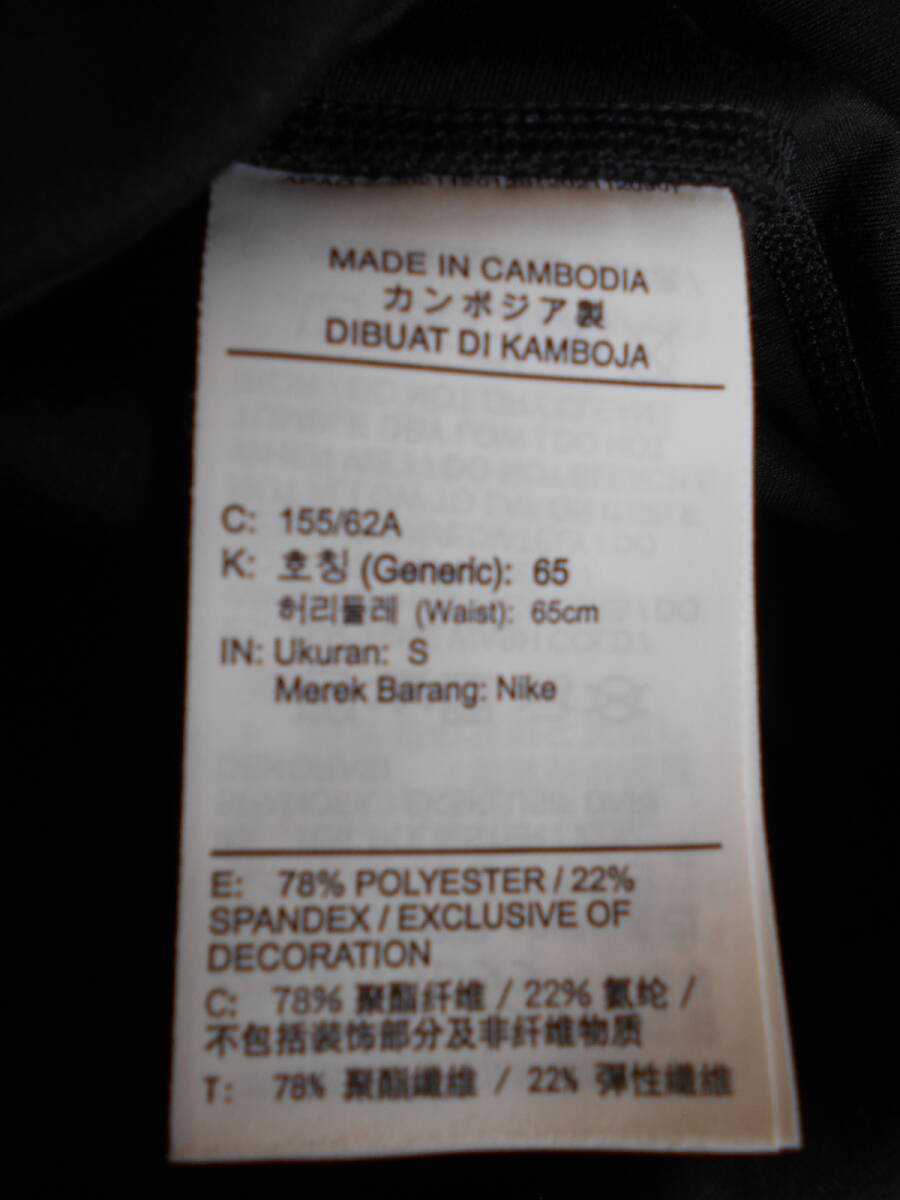 MADE IN CAMBODIA
カンボジア製
DIBUAT DI KAMBOJA
C: 155/62A
K: 호칭 (Generic): 65
허리둘레 (Waist): 65cm
IN: Ukuran: S
Merek Barang: Nike
E: 78% POLYESTER / 22%
SPANDEX / EXCLUSIVE OF
DECORATION
C: 78% 聚酯纤维 / 22% 氨纶 /
不包括装饰部分及非纤维物质
T: 78% 聚酯纖維 / 22% 彈性纖維